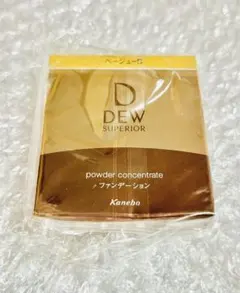 ベージュ-B
D
DEW
SUPERIOR
powder concentrate
ファンデーション
Kanebo